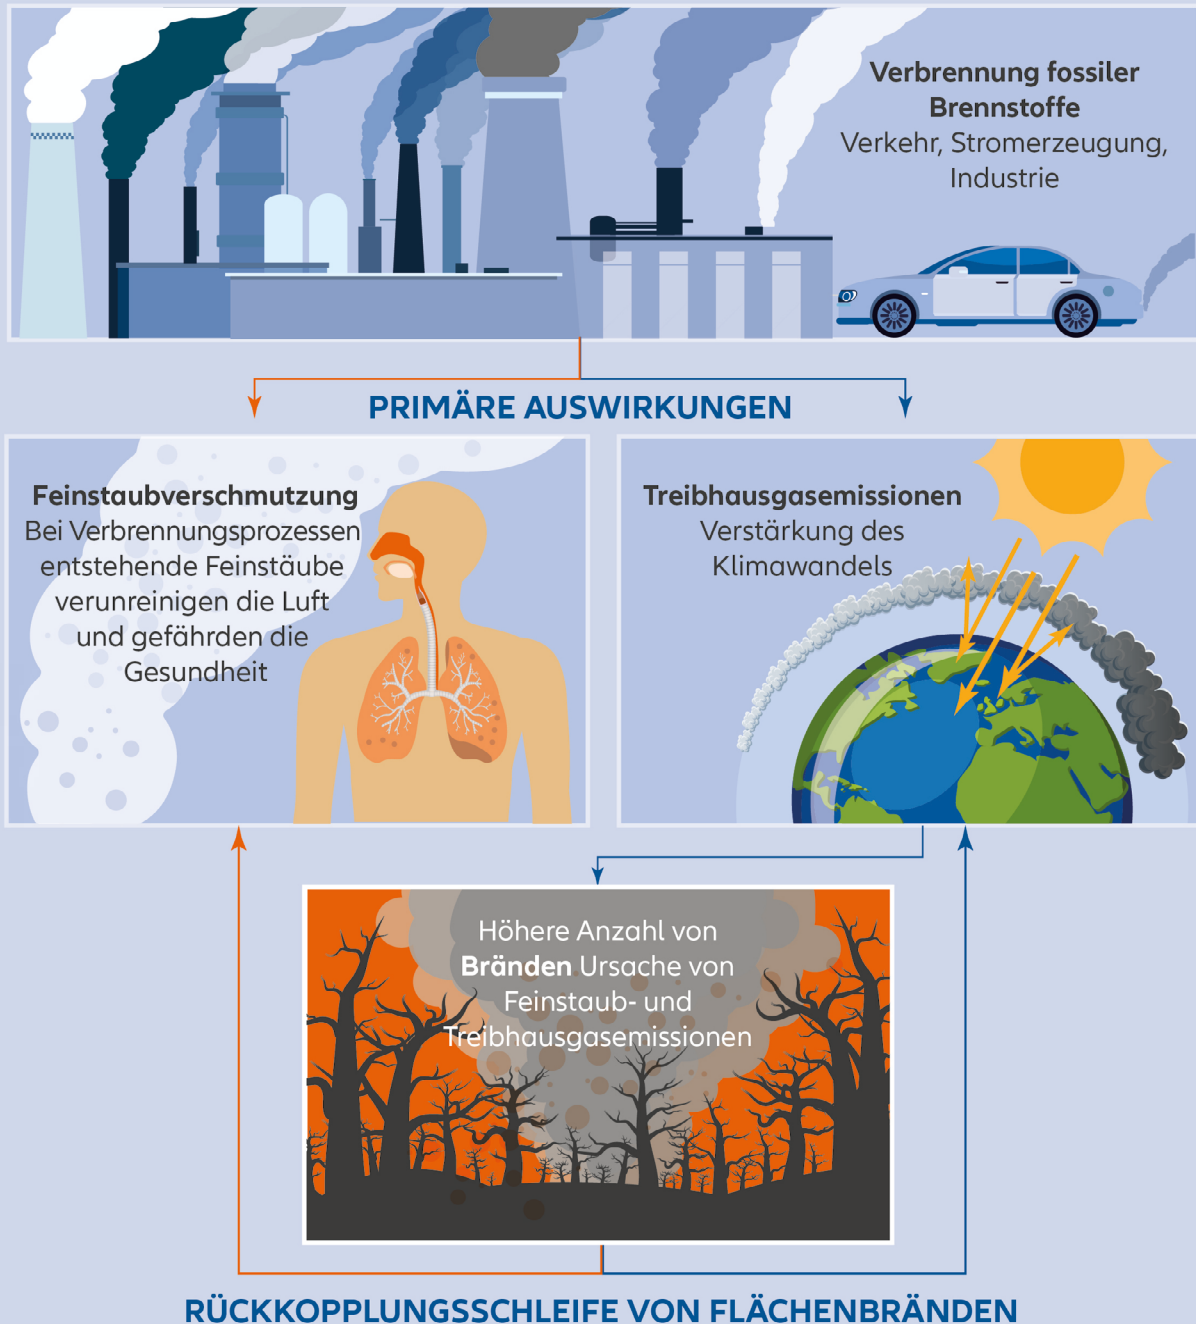 Verbrennung fossiler
Brennstoffe
Verkehr, Stromerzeugung,
Industrie
PRIMÄRE AUSWIRKUNGEN
Feinstaubverschmutzung
Bei Verbrennungsprozessen
entstehende Feinstäube
verunreinigen die Luft
und gefährden die
Gesundheit
Treibhausgasemissionen
Verstärkung des
Klimawandels
Höhere Anzahl von
Bränden Ursache von
Feinstaub- und
Treibhausgasemissionen
RÜCKKOPPLUNGSSCHLEIFE VON FLÄCHENBRÄNDEN